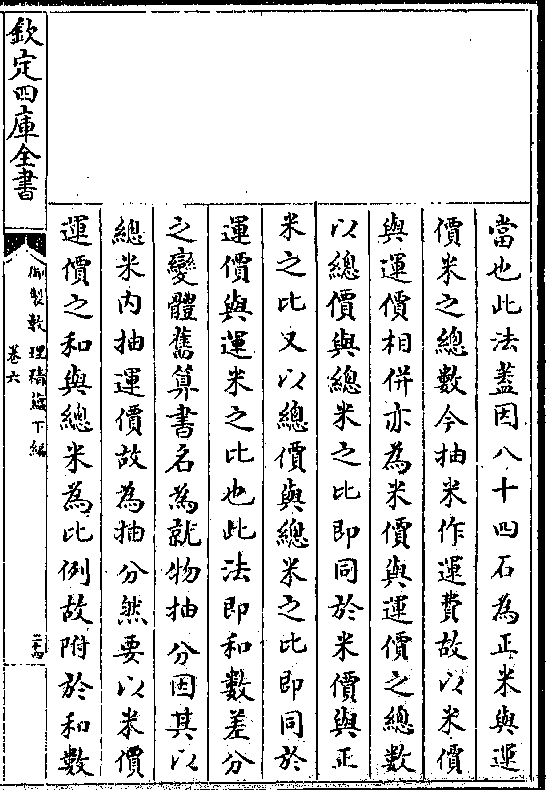 當也此法蓋因八十四石為正米與運
價米之總數今抽米作運費故以米價
與運價相併亦為米價與運價之總數
以總價與總米之比即同於米價與正
米之比又以總價與總米之比即同於
運價與運米之比也此法即和數差分
之變體舊算書名為就物抽分因其以
總米內抽運價故為抽分然要以米價
運價之和與總米為比例故附於和數
欽定四庫全書
御製數理精蘊下編
卷六